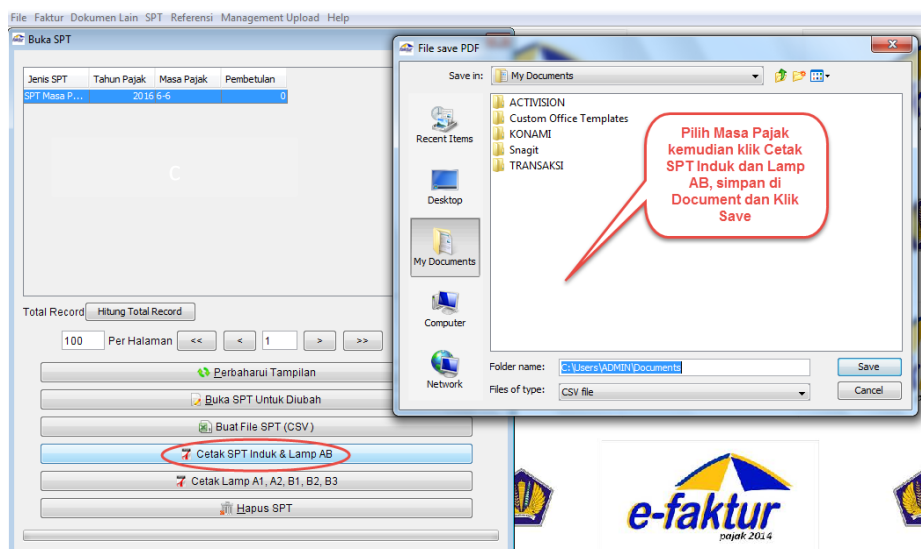 File Faktur Dokumen Lain SPT Referensi Management Upload Help
Buka SPT
Jenis SPT Tahun Pajak Masa Pajak Pembetulan
SPT Masa P... 2016 6-6 0
C
Total Record Hitung Total Record
100 Per Halaman << < 1 > >>
Perbaharui Tampilan
Buka SPT Untuk Diubah
Buat File SPT (CSV)
Cetak SPT Induk & Lamp AB
Cetak Lamp A1, A2, B1, B2, B3
Hapus SPT
File save PDF
Save in: My Documents
Recent Items
Desktop
My Documents
Computer
Network
ACTIVISION
Custom Office Templates
KONAMI
Snagit
TRANSAKSI
Pilih Masa Pajak
kemudian klik Cetak
SPT Induk dan Lamp
AB, simpan di
Document dan Klik
Save
Folder name: C:\Users\ADMIN\Documents Save
Files of type: CSV file Cancel
e-faktur
pajak 2014